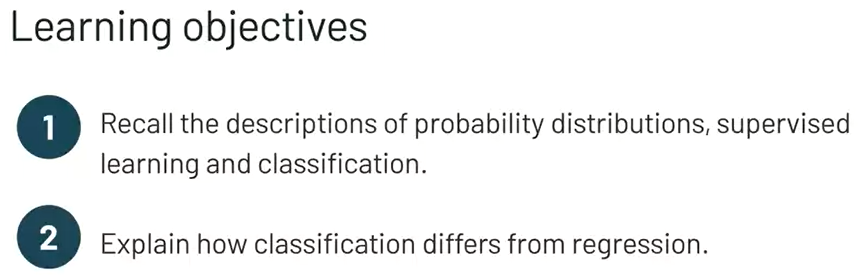 Learning objectives
1 Recall the descriptions of probability distributions, supervised
learning and classification.
2 Explain how classification differs from regression.